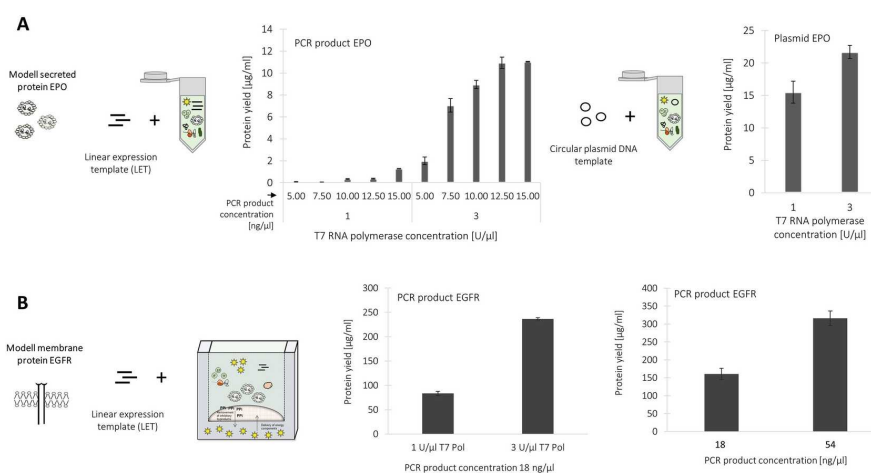 A
Modell secreted
protein EPO
+
Linear expression
template (LET)
PCR product EPO
Protein yield [µg/ml]
14
12
10
8
6
4
2
0
5.00 7.50 10.00 12.50 15.00 5.00 7.50 10.00 12.50 15.00
PCR product
concentration
[ng/µl]
1 3
T7 RNA polymerase concentration [U/µl]
+
Circular plasmid DNA
template
Plasmid EPO
Protein yield [µg/ml]
25
20
15
10
5
0
1 3
T7 RNA polymerase
concentration [U/µl]
B
Modell membrane
protein EGFR
+
Linear expression
template (LET)
PCR product EGFR
Protein yield [µg/ml]
300
250
200
150
100
50
0
1 U/µl T7 Pol 3 U/µl T7 Pol
PCR product concentration 18 ng/µl
PCR product EGFR
Protein yield [µg/ml]
400
350
300
250
200
150
100
150
0
18 54
PCR product concentration [ng/µl]